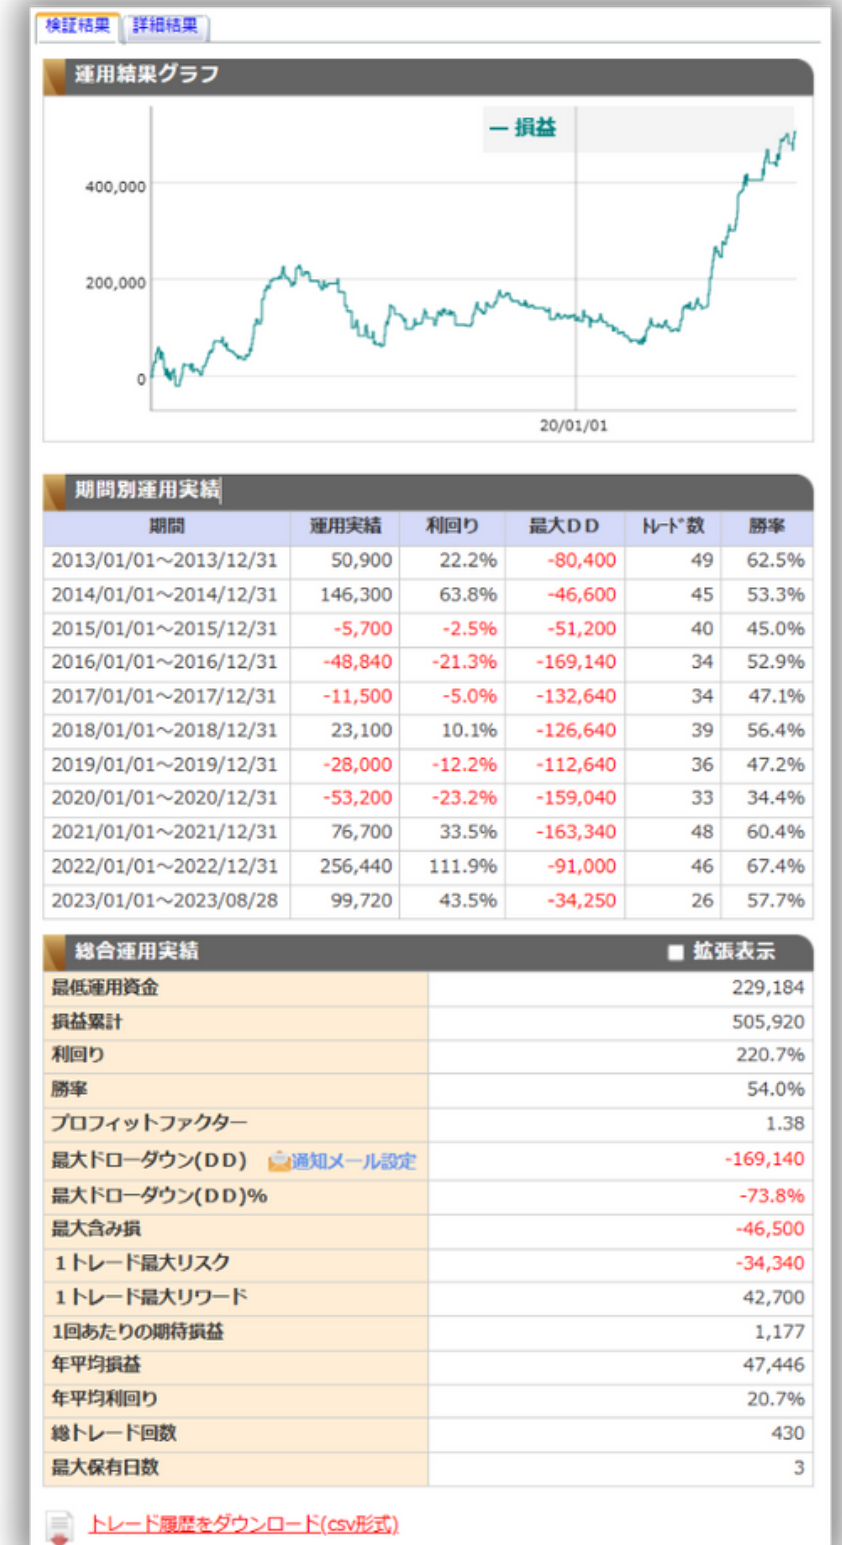 検証結果 詳細結果
運用結果グラフ
損益
400,000
200,000
0
20/01/01
期間別運用実績
期間 運用実績 利回り 最大DD ﾄﾚｰﾄﾞ数 勝率
2013/01/01～2013/12/31 50,900 22.2% -80,400 49 62.5%
2014/01/01～2014/12/31 146,300 63.8% -46,600 45 53.3%
2015/01/01～2015/12/31 -5,700 -2.5% -51,200 40 45.0%
2016/01/01～2016/12/31 -48,840 -21.3% -169,140 34 52.9%
2017/01/01～2017/12/31 -11,500 -5.0% -132,640 34 47.1%
2018/01/01～2018/12/31 23,100 10.1% -126,640 39 56.4%
2019/01/01～2019/12/31 -28,000 -12.2% -112,640 36 47.2%
2020/01/01～2020/12/31 -53,200 -23.2% -159,040 33 34.4%
2021/01/01～2021/12/31 76,700 33.5% -163,340 48 60.4%
2022/01/01～2022/12/31 256,440 111.9% -91,000 46 67.4%
2023/01/01～2023/08/28 99,720 43.5% -34,250 26 57.7%
総合運用実績 拡張表示
最低運用資金 229,184
損益累計 505,920
利回り 220.7%
勝率 54.0%
プロフィットファクター 1.38
最大ドローダウン(DD) 通知メール設定 -169,140
最大ドローダウン(DD)% -73.8%
最大含み損 -46,500
1トレード最大リスク -34,340
1トレード最大リワード 42,700
1回あたりの期待損益 1,177
年平均損益 47,446
年平均利回り 20.7%
総トレード回数 430
最大保有日数 3
トレード履歴をダウンロード(csv形式)